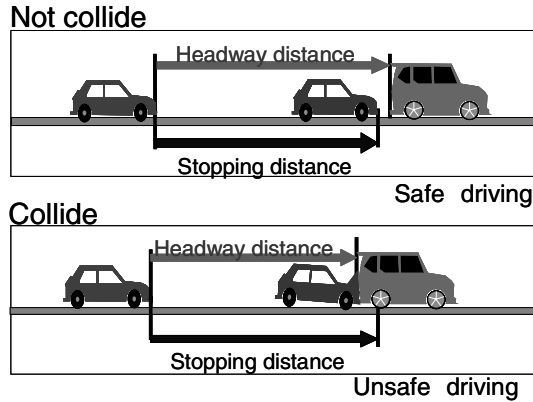 Not collide
Headway distance
Stopping distance
Safe driving
Collide
Headway distance
Stopping distance
Unsafe driving